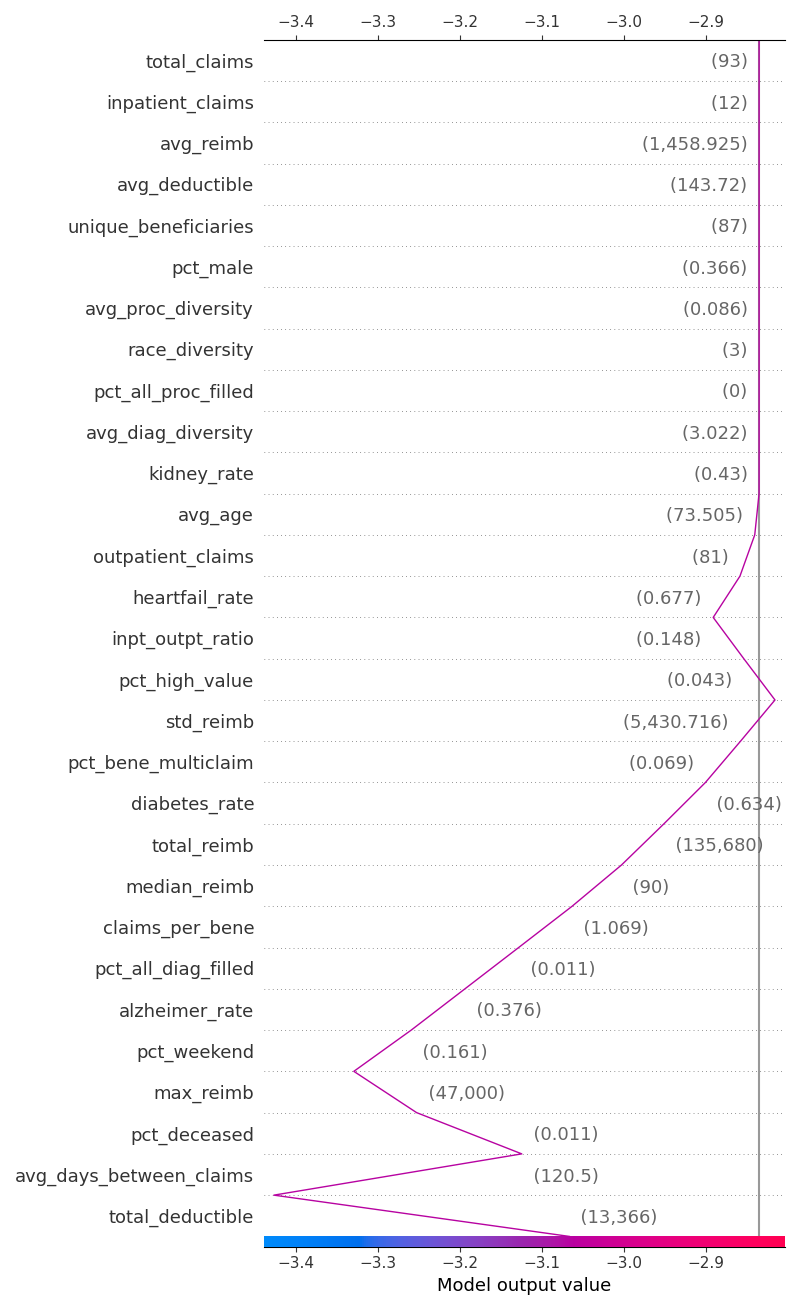 −3.4 −3.3 −3.2 −3.1 −3.0 −2.9
total_claims (93)
inpatient_claims (12)
avg_reimb (1,458.925)
avg_deductible (143.72)
unique_beneficiaries (87)
pct_male (0.366)
avg_proc_diversity (0.086)
race_diversity (3)
pct_all_proc_filled (0)
avg_diag_diversity (3.022)
kidney_rate (0.43)
avg_age (73.505)
outpatient_claims (81)
heartfail_rate (0.677)
inpt_outpt_ratio (0.148)
pct_high_value (0.043)
std_reimb (5,430.716)
pct_bene_multiclaim (0.069)
diabetes_rate (0.634)
total_reimb (135,680)
median_reimb (90)
claims_per_bene (1.069)
pct_all_diag_filled (0.011)
alzheimer_rate (0.376)
pct_weekend (0.161)
max_reimb (47,000)
pct_deceased (0.011)
avg_days_between_claims (120.5)
total_deductible (13,366)
−3.4 −3.3 −3.2 −3.1 −3.0 −2.9
Model output value